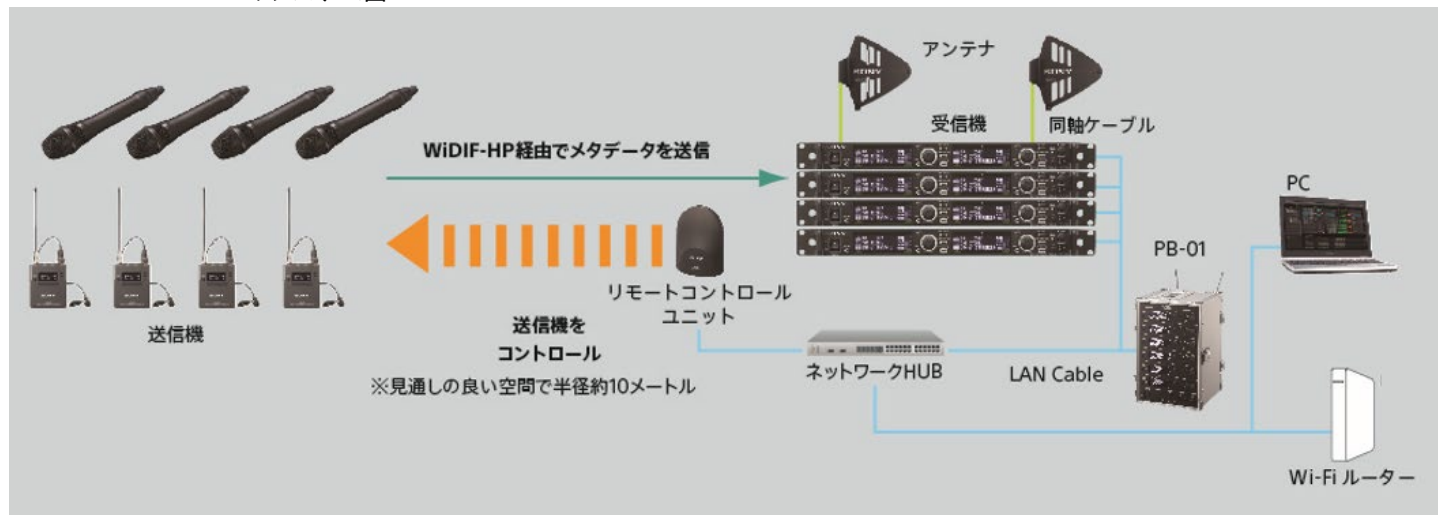 アンテナ
SONY
SONY
受信機
同軸ケーブル
WiDIF-HP経由でメタデータを送信
PC
PB-01
リモートコントロール
ユニット
送信機
送信機を
コントロール
※見通しの良い空間で半径約10メートル
ネットワークHUB
LAN Cable
Wi-Fi ルーター